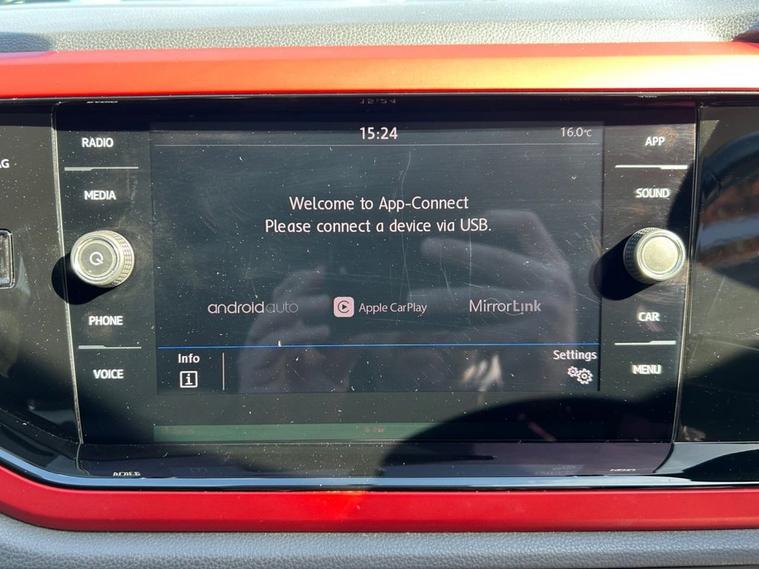 15:24
16.0°C
AG
RADIO
APP
MEDIA
SOUND
Welcome to App-Connect
Please connect a device via USB.
androidauto
Apple CarPlay
MirrorLink
PHONE
CAR
Info
Settings
VOICE
MENU